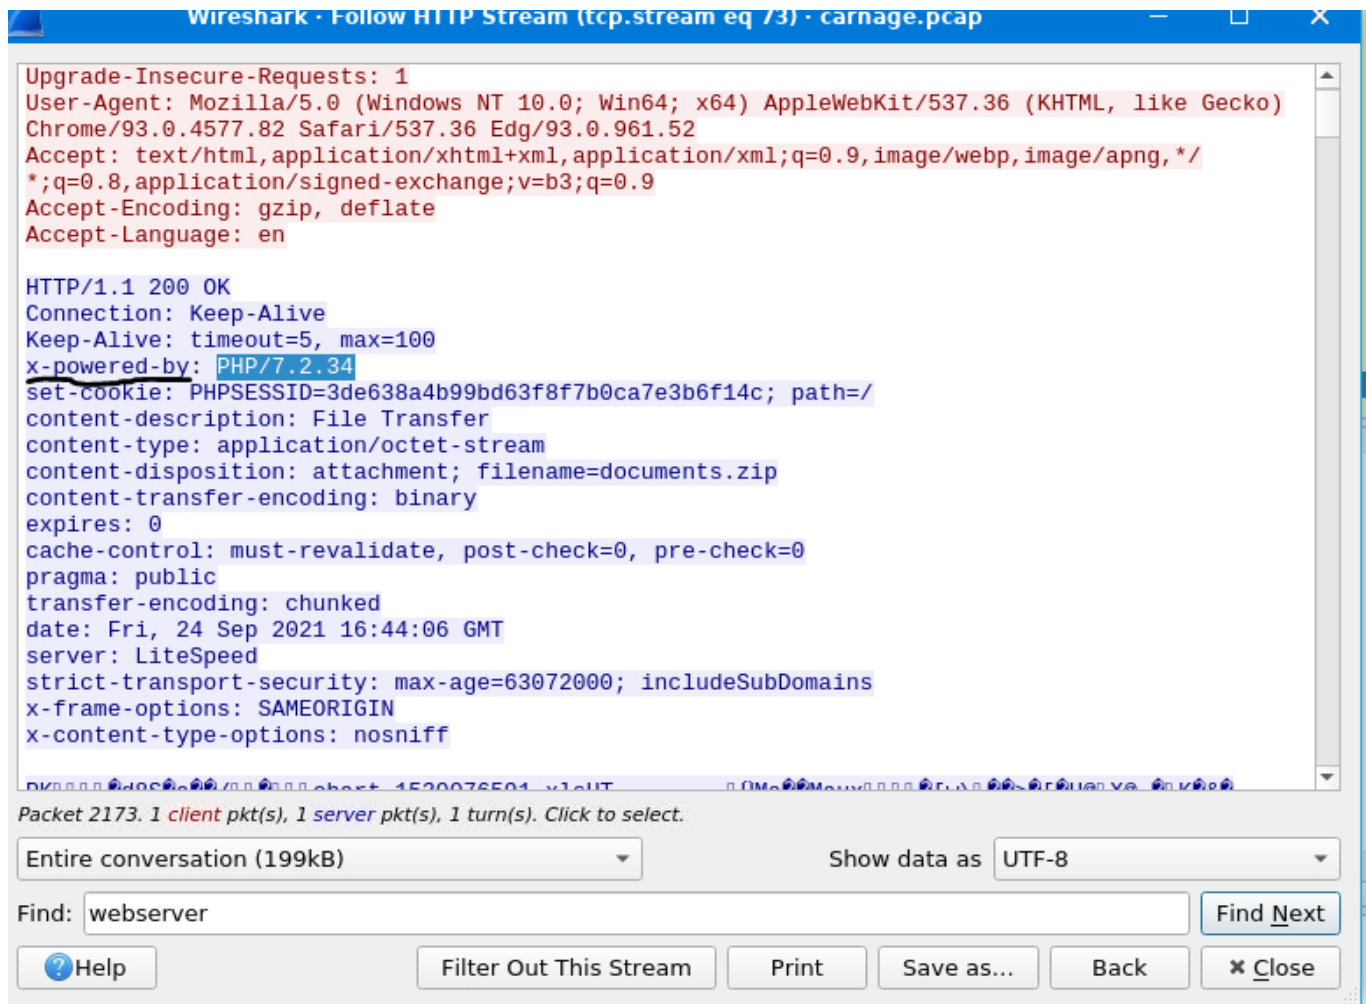 Wireshark · Follow HTTP Stream (tcp.stream eq 73) · carnage.pcap
Upgrade-Insecure-Requests: 1
User-Agent: Mozilla/5.0 (Windows NT 10.0; Win64; x64) AppleWebKit/537.36 (KHTML, like Gecko)
Chrome/93.0.4577.82 Safari/537.36 Edg/93.0.961.52
Accept: text/html,application/xhtml+xml,application/xml;q=0.9,image/webp,image/apng,*/
*;q=0.8,application/signed-exchange;v=b3;q=0.9
Accept-Encoding: gzip, deflate
Accept-Language: en
HTTP/1.1 200 OK
Connection: Keep-Alive
Keep-Alive: timeout=5, max=100
x-powered-by: PHP/7.2.34
set-cookie: PHPSESSID=3de638a4b99bd63f8f7b0ca7e3b6f14c; path=/
content-description: File Transfer
content-type: application/octet-stream
content-disposition: attachment; filename=documents.zip
content-transfer-encoding: binary
expires: 0
cache-control: must-revalidate, post-check=0, pre-check=0
pragma: public
transfer-encoding: chunked
date: Fri, 24 Sep 2021 16:44:06 GMT
server: LiteSpeed
strict-transport-security: max-age=63072000; includeSubDomains
x-frame-options: SAMEORIGIN
x-content-type-options: nosniff
Packet 2173. 1 client pkt(s), 1 server pkt(s), 1 turn(s). Click to select.
Entire conversation (199kB) Show data as UTF-8
Find: webserver Find Next
Help Filter Out This Stream Print Save as... Back Close